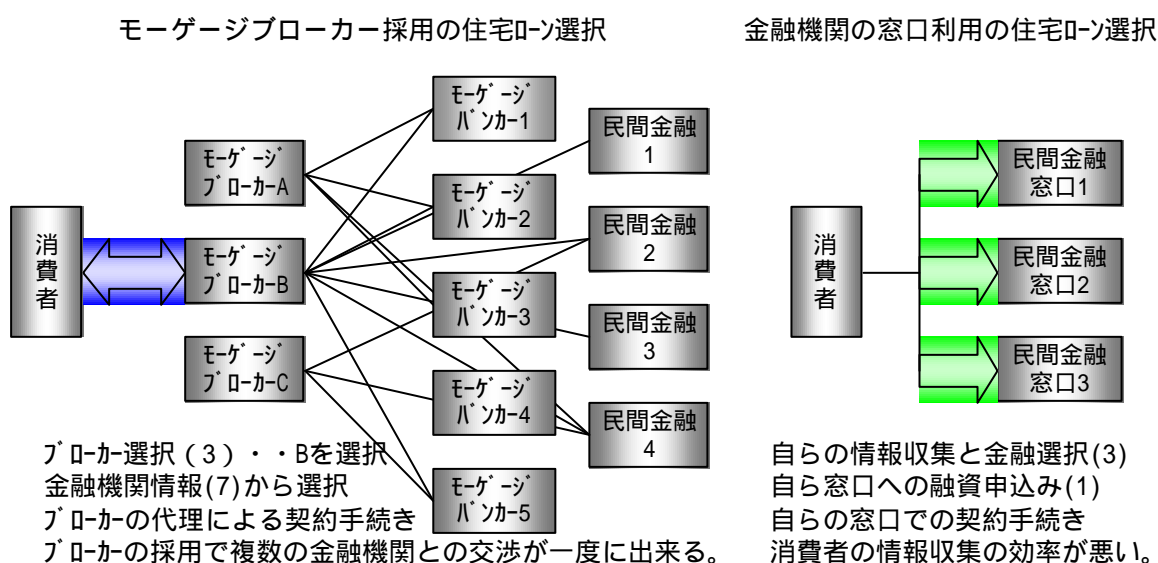 モーゲージブローカー採用の住宅ﾛｰﾝ選択
金融機関の窓口利用の住宅ﾛｰﾝ選択
消
費
者
ﾓｰｹﾞｰｼﾞ
ﾌﾞﾛｰｶｰA
ﾓｰｹﾞｰｼﾞ
ﾌﾞﾛｰｶｰB
ﾓｰｹﾞｰｼﾞ
ﾌﾞﾛｰｶｰC
ﾓｰｹﾞｰｼﾞ
ﾊﾞﾝｶｰ1
ﾓｰｹﾞｰｼﾞ
ﾊﾞﾝｶｰ2
ﾓｰｹﾞｰｼﾞ
ﾊﾞﾝｶｰ3
ﾓｰｹﾞｰｼﾞ
ﾊﾞﾝｶｰ4
ﾓｰｹﾞｰｼﾞ
ﾊﾞﾝｶｰ5
民間金融
1
民間金融
2
民間金融
3
民間金融
4
ﾌﾞﾛｰｶｰ選択（3）・・Bを選択
金融機関情報(7)から選択
ﾌﾞﾛｰｶｰの代理による契約手続き
ﾌﾞﾛｰｶｰの採用で複数の金融機関との交渉が一度に出来る。
消
費
者
民間金融
窓口1
民間金融
窓口2
民間金融
窓口3
自らの情報収集と金融選択(3)
自ら窓口への融資申込み(1)
自らの窓口での契約手続き
消費者の情報収集の効率が悪い。